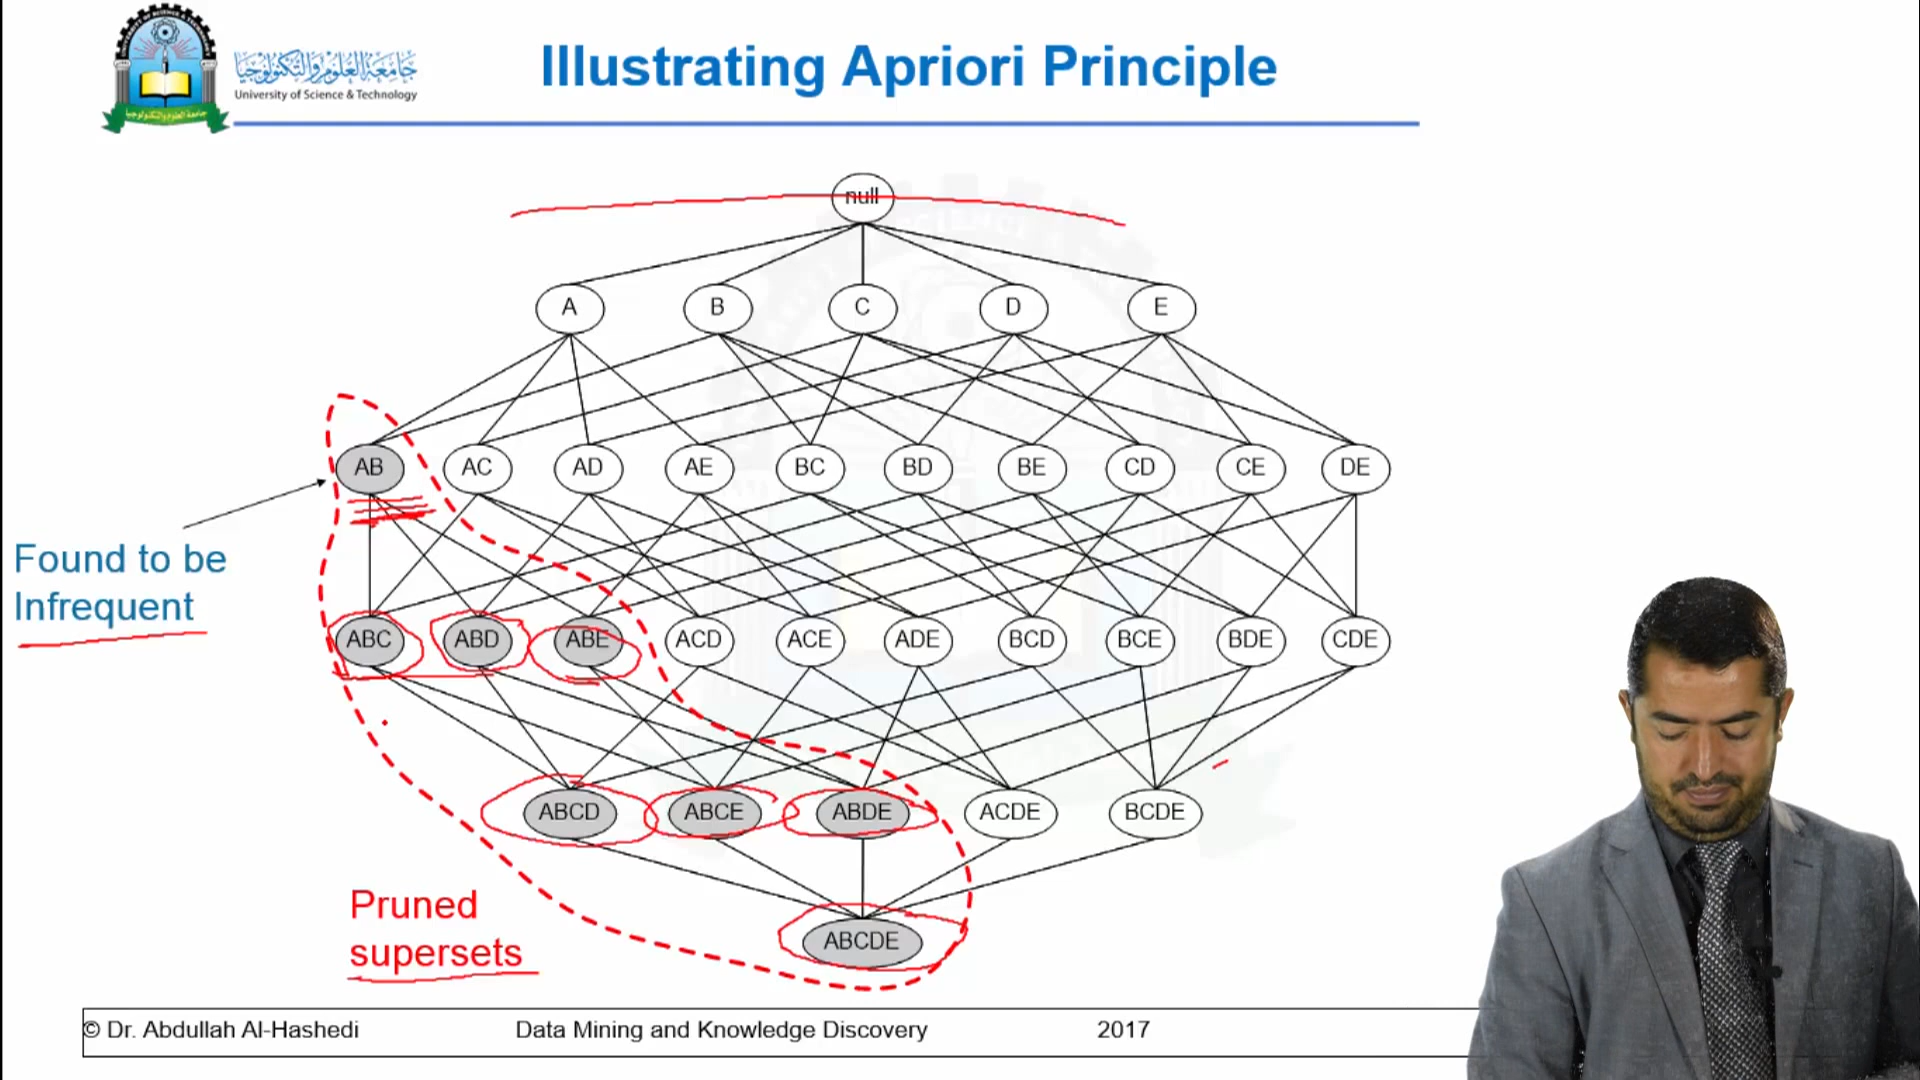 جامعة العلوم والتكنولوجيا
University of Science & Technology
Illustrating Apriori Principle
null
A B C D E
AB AC AD AE BC BD BE CD CE DE
Found to be
Infrequent
ABC ABD ABE ACD ACE ADE BCD BCE BDE CDE
ABCD ABCE ABDE ACDE BCDE
Pruned
supersets
ABCDE
© Dr. Abdullah Al-Hashedi Data Mining and Knowledge Discovery 2017